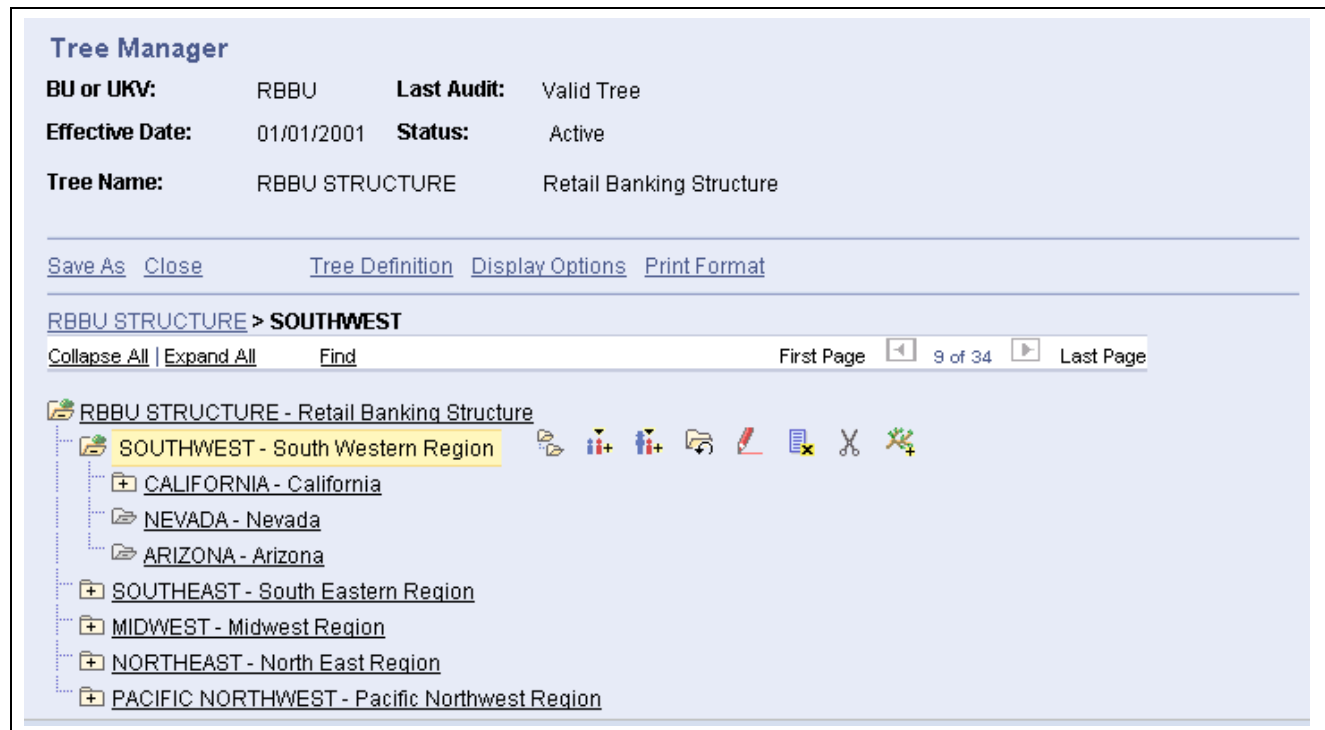 Tree Manager
BU or UKV: RBBU Last Audit: Valid Tree
Effective Date: 01/01/2001 Status: Active
Tree Name: RBBU STRUCTURE Retail Banking Structure
Save As Close Tree Definition Display Options Print Format
RBBU STRUCTURE > SOUTHWEST
Collapse All | Expand All Find First Page 9 of 34 Last Page
RBBU STRUCTURE - Retail Banking Structure
SOUTHWEST - South Western Region
CALIFORNIA - California
NEVADA - Nevada
ARIZONA - Arizona
SOUTHEAST - South Eastern Region
MIDWEST - Midwest Region
NORTHEAST - North East Region
PACIFIC NORTHWEST - Pacific Northwest Region